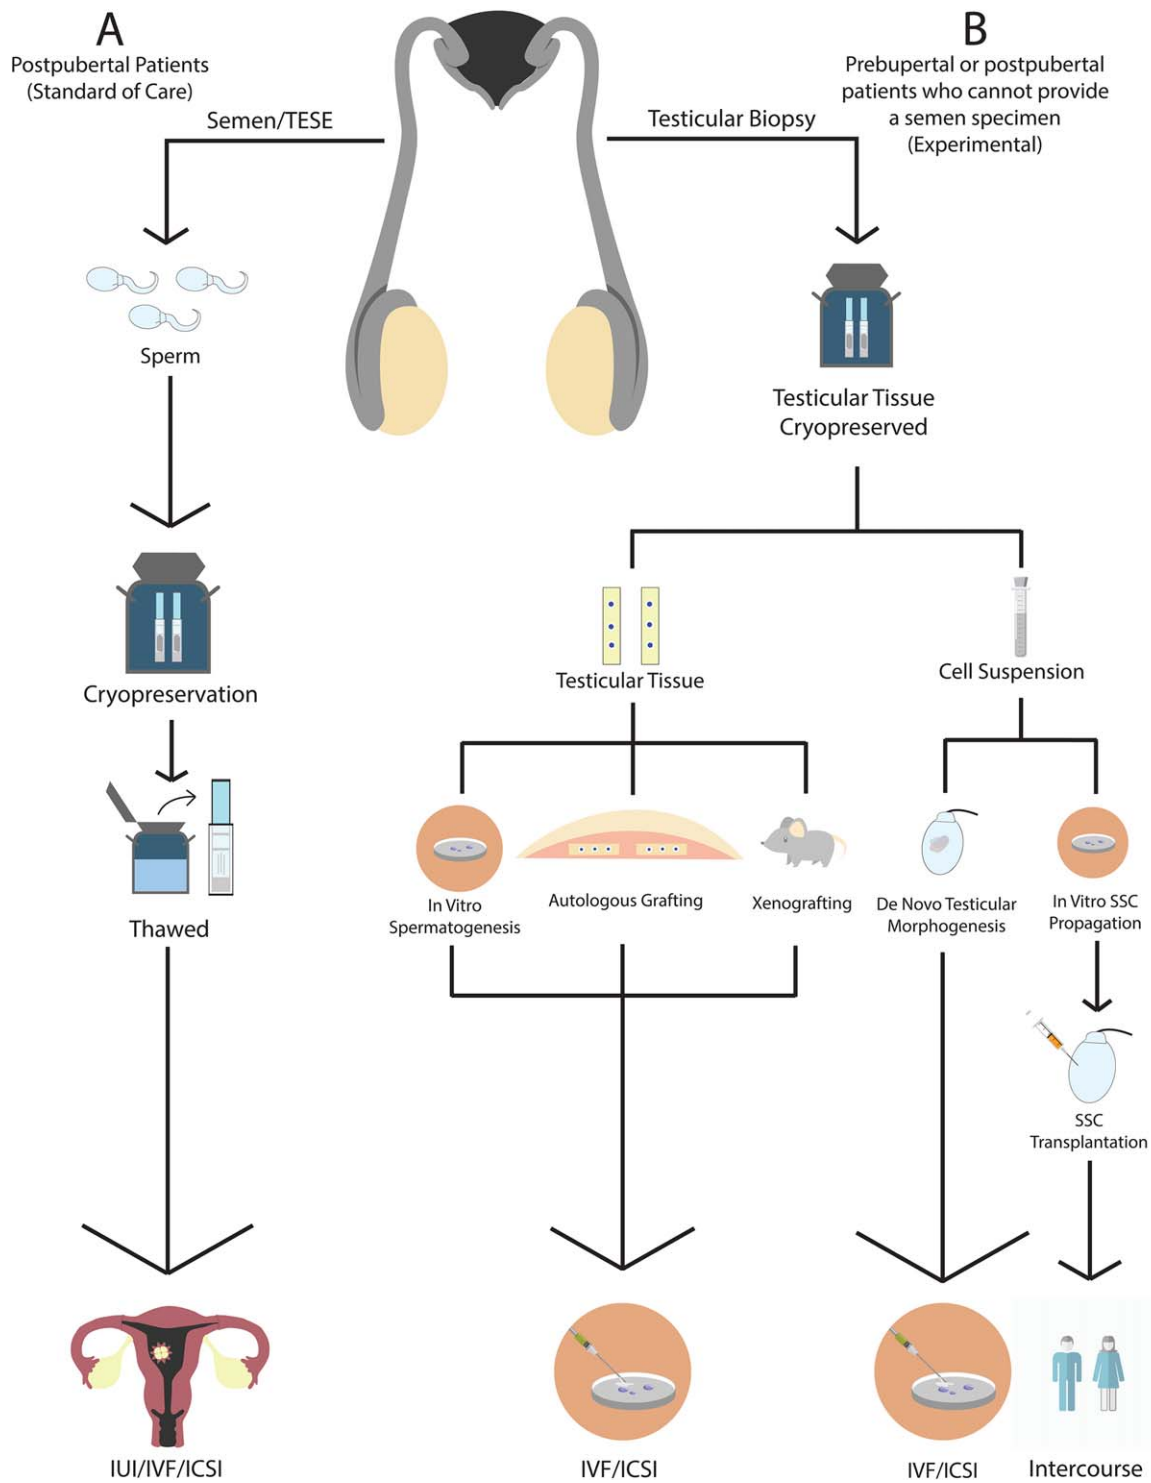 A
Postpubertal Patients
(Standard of Care)
Semen/TESE
Sperm
Cryopreservation
Thawed
IUI/IVF/ICSI
B
Prebupertal or postpubertal
patients who cannot provide
a semen specimen
(Experimental)
Testicular Biopsy
Testicular Tissue
Cryopreserved
Testicular Tissue
Cell Suspension
In Vitro
Spermatogenesis
Autologous Grafting
Xenografting
De Novo Testicular
Morphogenesis
In Vitro SSC
Propagation
SSC
Transplantation
IVF/ICSI
IVF/ICSI
Intercourse